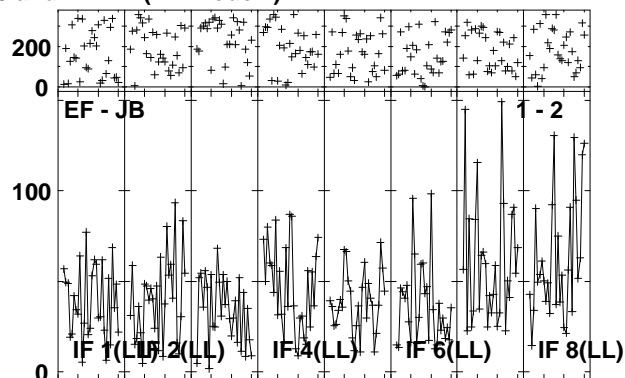 200
0
EF - JB
1 - 2
100
0
IF 1(LL)
IF 2(LL)
IF 4(LL)
IF 6(LL)
IF 8(LL)